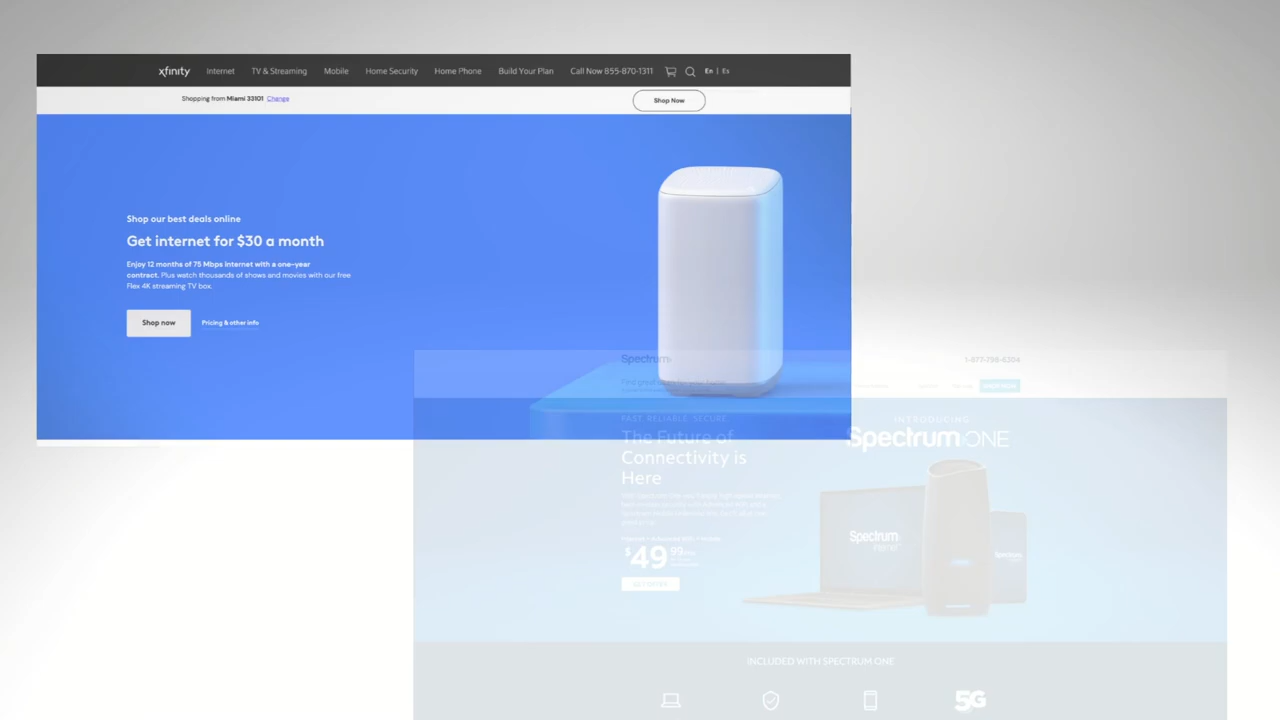 xfinity Internet TV & Streaming Mobile Home Security Home Phone Build Your Plan Call Now 855-870-1311 En | Es
Shopping from Miami 33101 Change
Shop Now
Shop our best deals online
Get internet for $30 a month
Enjoy 12 months of 75 Mbps Internet with a one-year
contract. Plus watch thousands of shows and movies with our free
Flex 4K streaming TV box.
Shop now Pricing & other info
Spectrum
1-877-798-6304
FAST. RELIABLE. SECURE.
The Future of
Connectivity is
Here
$49 99
INTRODUCING
Spectrum ONE
Spectrum
Spectrum
INCLUDED WITH SPECTRUM ONE
5G